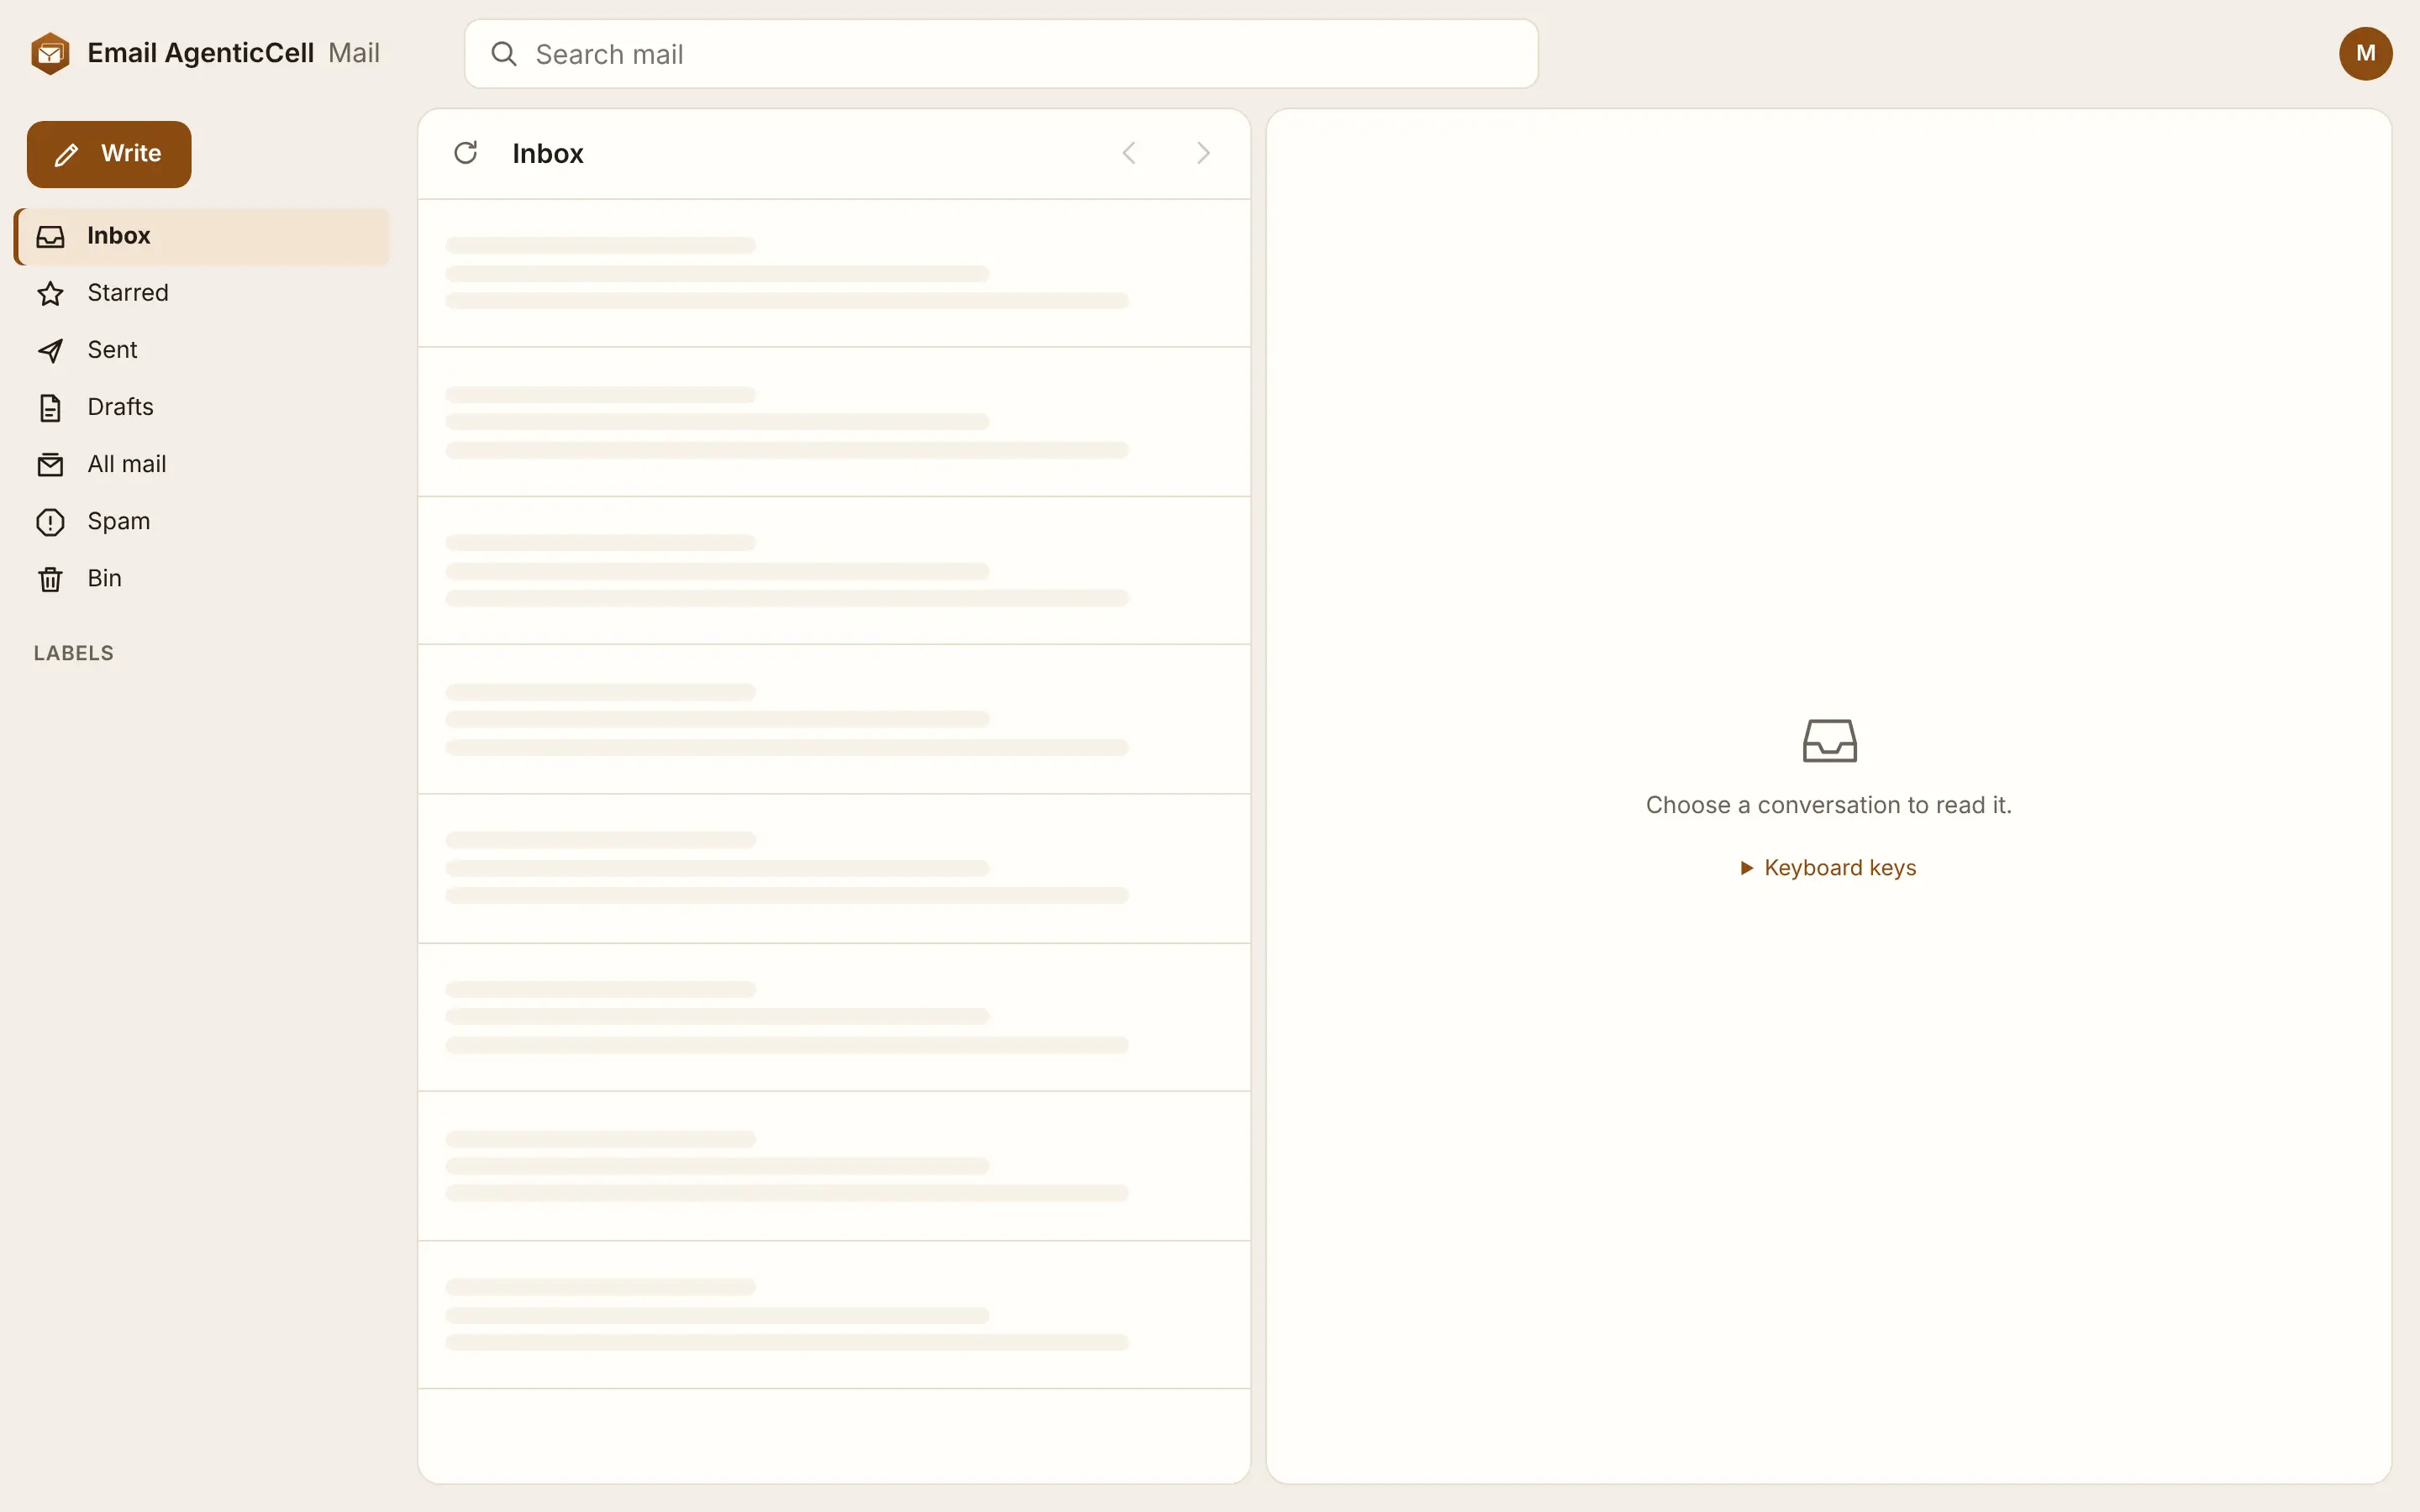 Email AgenticCell Mail
Search mail
M
Write
Inbox
Starred
Sent
Drafts
All mail
Spam
Bin
LABELS
Inbox
Choose a conversation to read it.
Keyboard keys